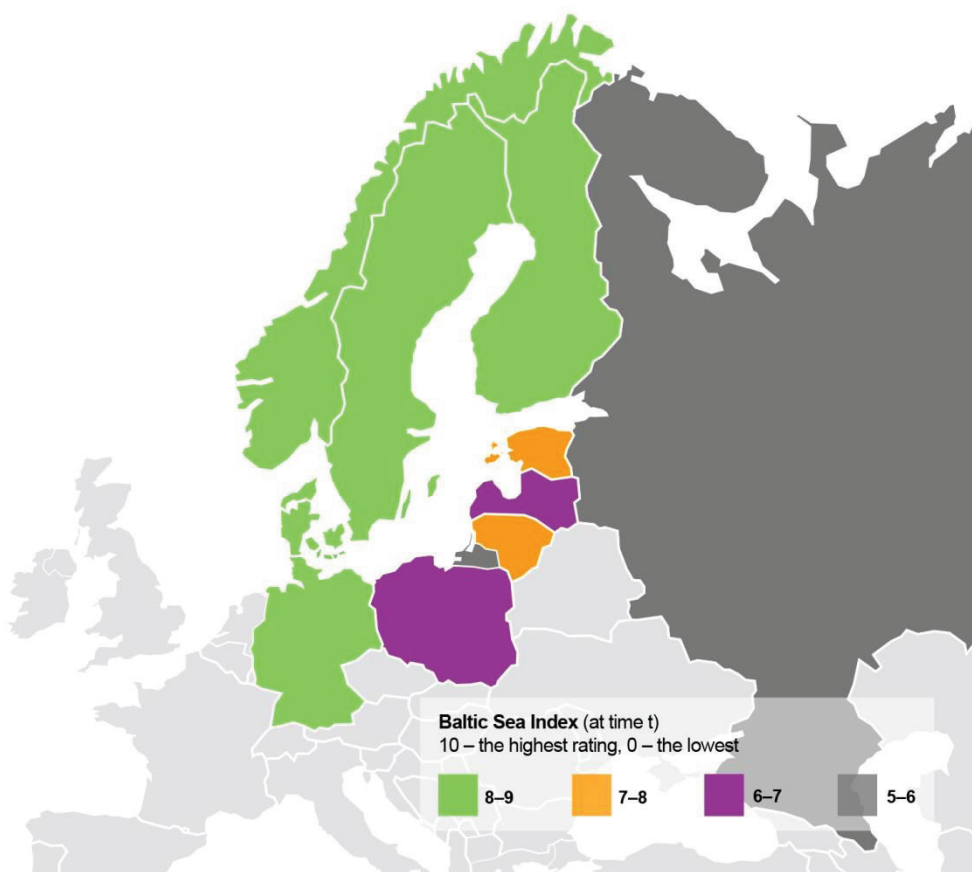 Baltic Sea Index (at time t)
10 – the highest rating, 0 – the lowest
8–9
7–8
6–7
5–6